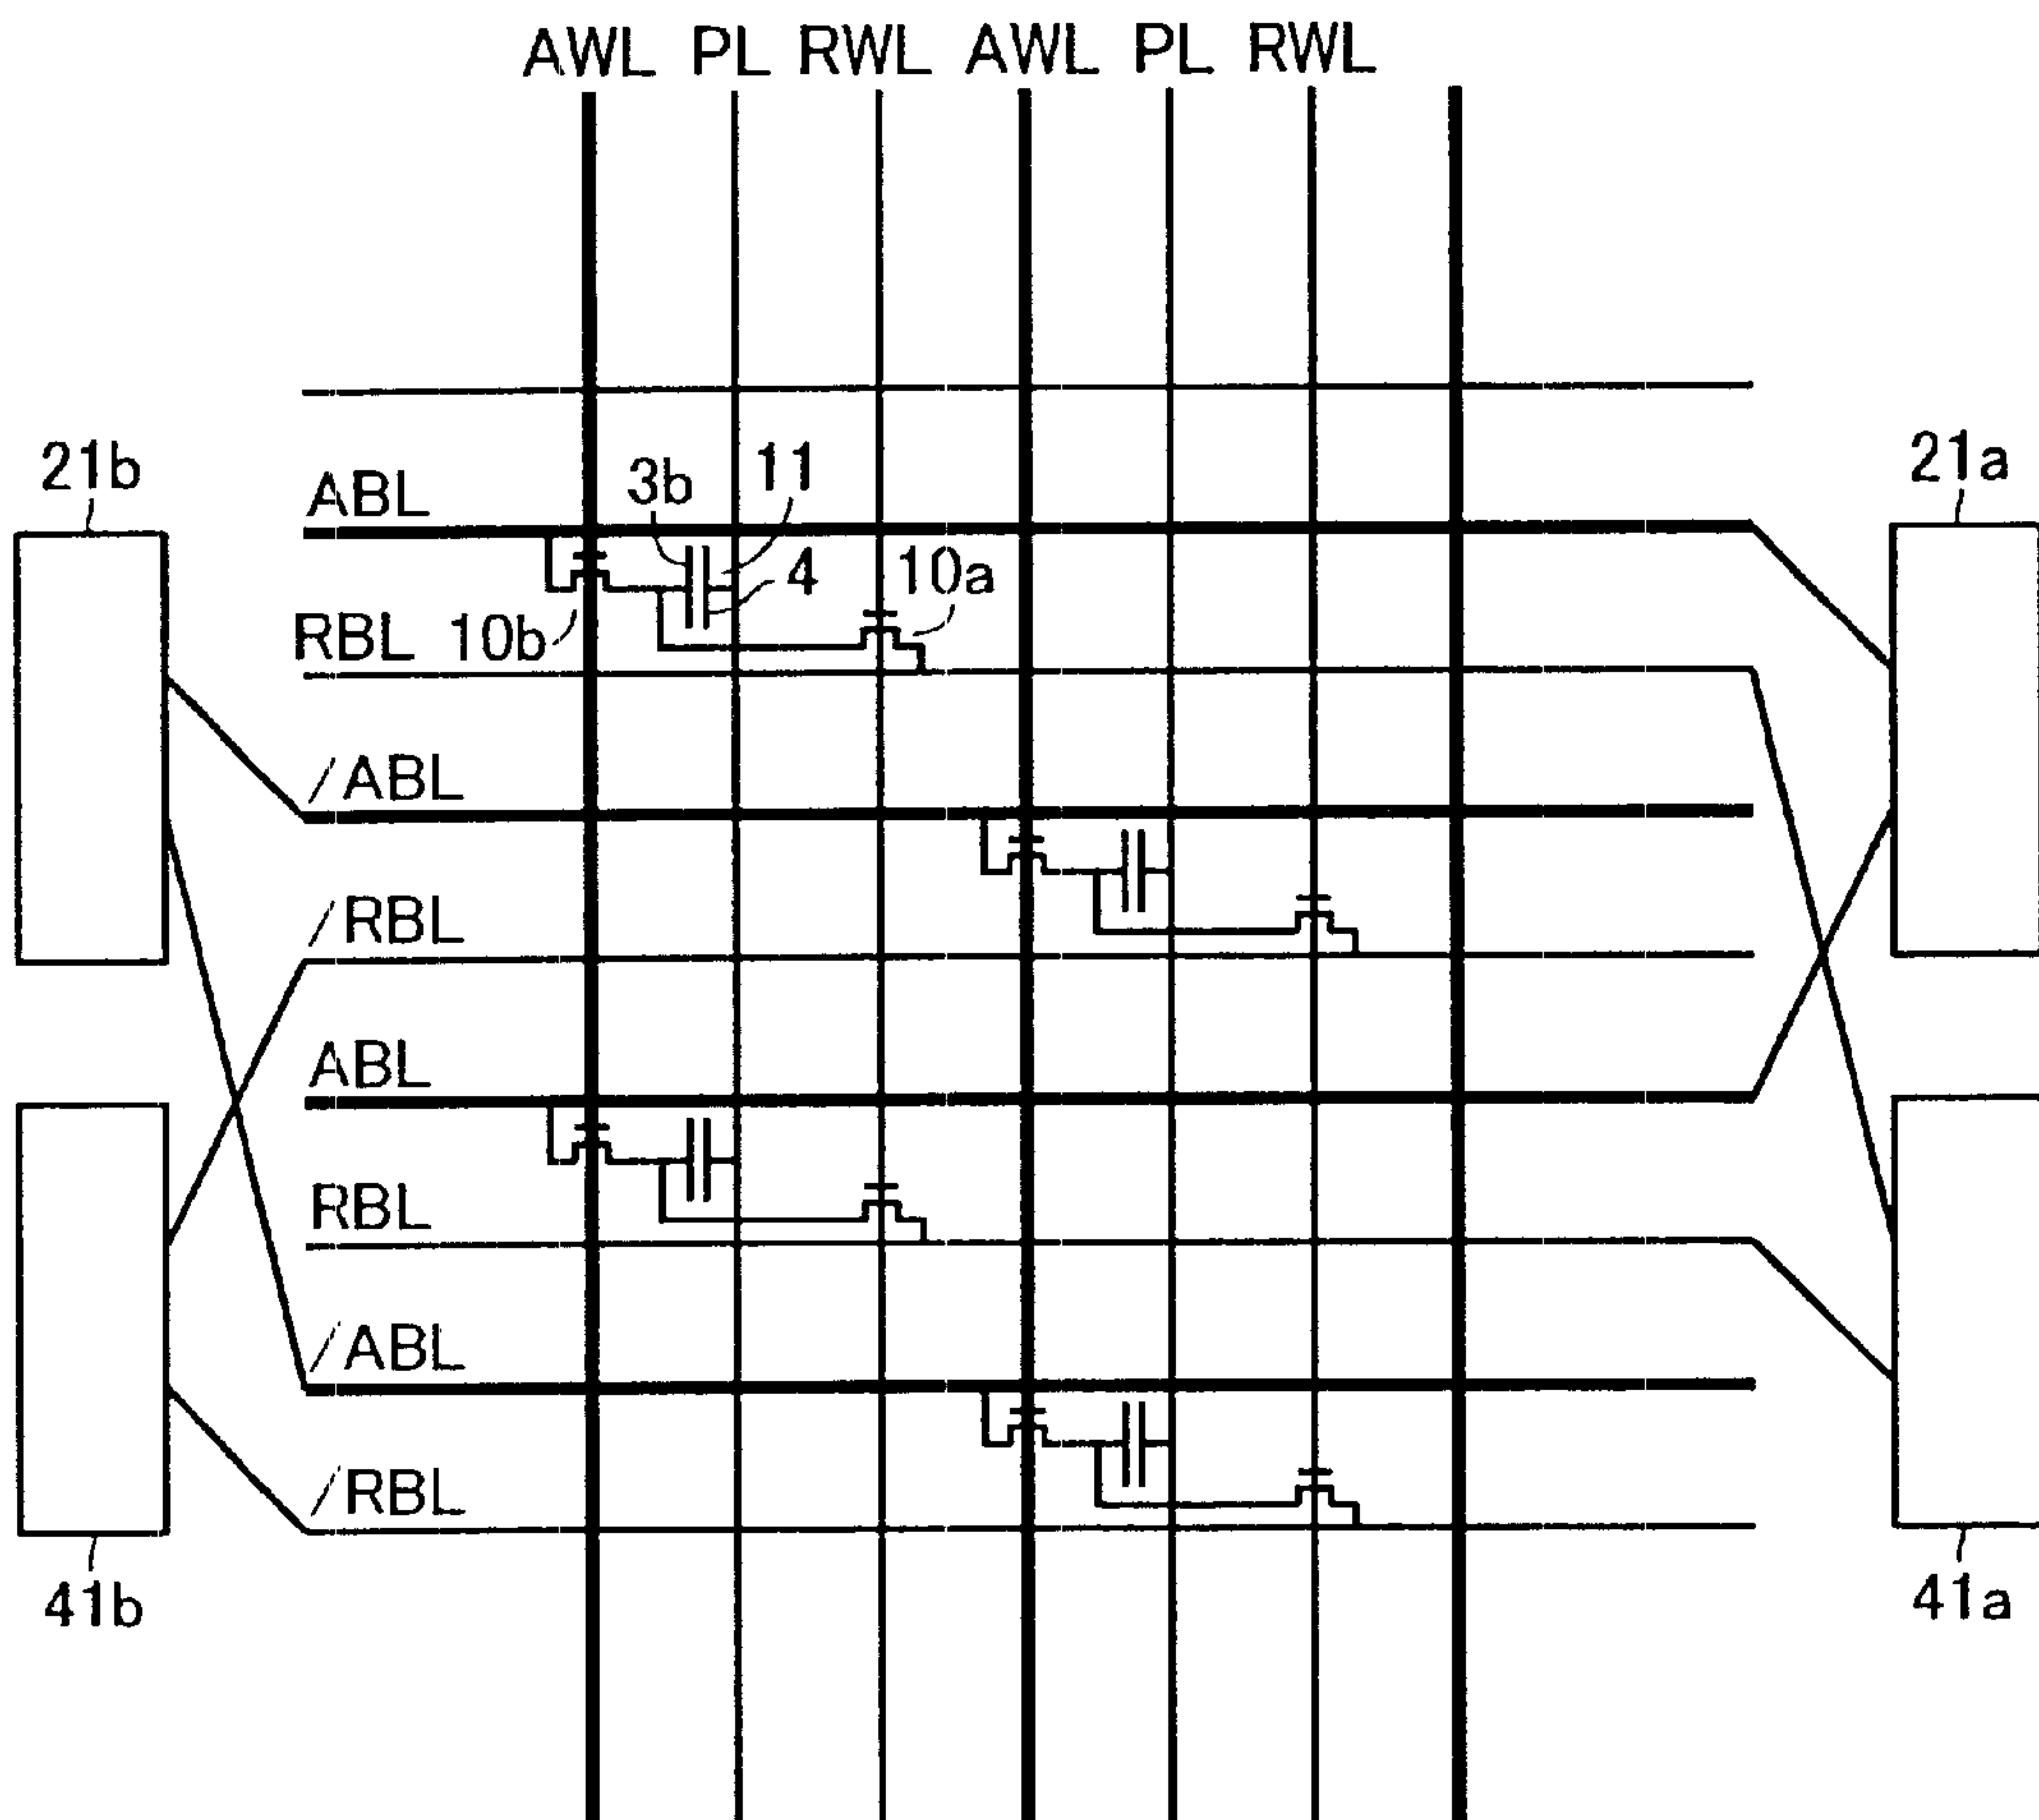 AWL PL RWL AWL PL RWL
21b
21a
ABL
3b
11
4
10a
RBL
10b
/ABL
/RBL
ABL
RBL
/ABL
/RBL
41b
41a